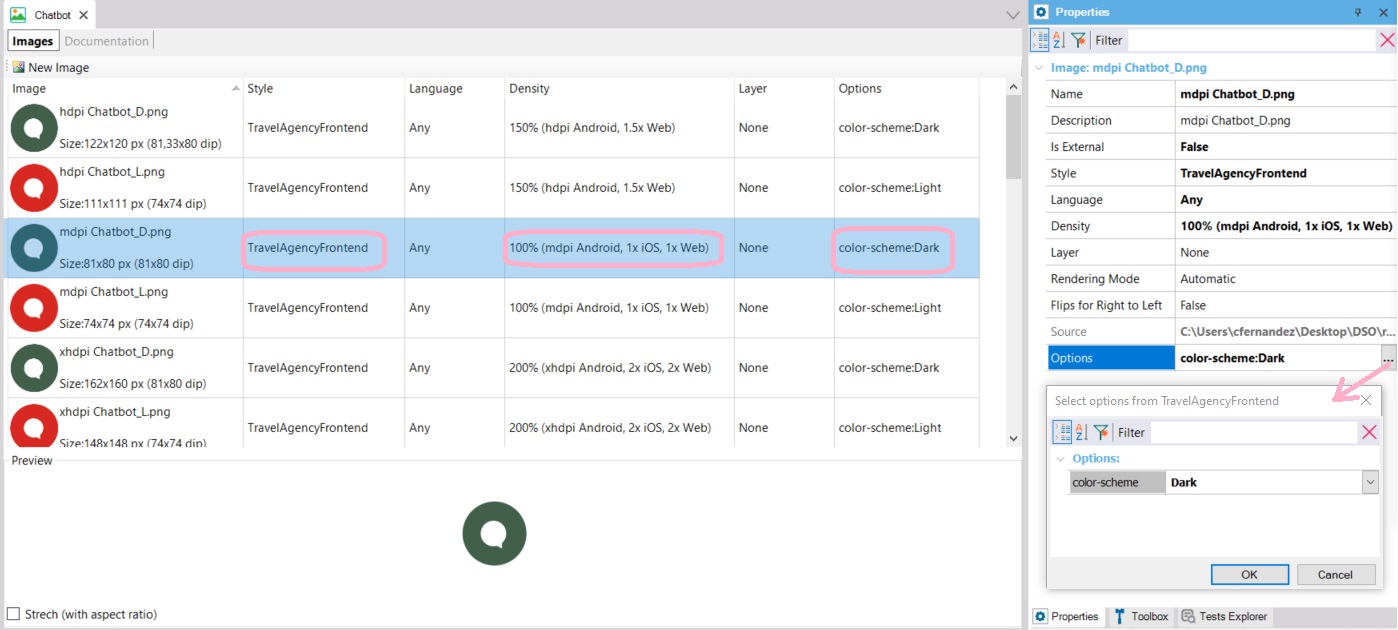 Chatbot
Images Documentation
New Image
Image Style Language Density Layer Options
hdpi Chatbot_D.png
Size:122x120 px (81,33x80 dip) TravelAgencyFrontend Any 150% (hdpi Android, 1.5x Web) None color-scheme:Dark
hdpi Chatbot_L.png
Size:111x111 px (74x74 dip) TravelAgencyFrontend Any 150% (hdpi Android, 1.5x Web) None color-scheme:Light
mdpi Chatbot_D.png
Size:81x80 px (81x80 dip) TravelAgencyFrontend Any 100% (mdpi Android, 1x iOS, 1x Web) None color-scheme:Dark
mdpi Chatbot_L.png
Size:74x74 px (74x74 dip) TravelAgencyFrontend Any 100% (mdpi Android, 1x iOS, 1x Web) None color-scheme:Light
xhdpi Chatbot_D.png
Size:162x160 px (81x80 dip) TravelAgencyFrontend Any 200% (xhdpi Android, 2x iOS, 2x Web) None color-scheme:Dark
xhdpi Chatbot_L.png
Size:148x148 px (74x74 dip) TravelAgencyFrontend Any 200% (xhdpi Android, 2x iOS, 2x Web) None color-scheme:Light
Preview
Strech (with aspect ratio)
Properties
Filter
Image: mdpi Chatbot_D.png
Name mdpi Chatbot_D.png
Description mdpi Chatbot_D.png
Is External False
Style TravelAgencyFrontend
Language Any
Density 100% (mdpi Android, 1x iOS, 1x Web)
Layer None
Rendering Mode Automatic
Flips for Right to Left False
Source C:\Users\cfernandez\Desktop\DSO\r...
Options color-scheme:Dark ...
Select options from TravelAgencyFrontend
Filter
Options:
color-scheme Dark
OK Cancel
Properties Toolbox Tests Explorer